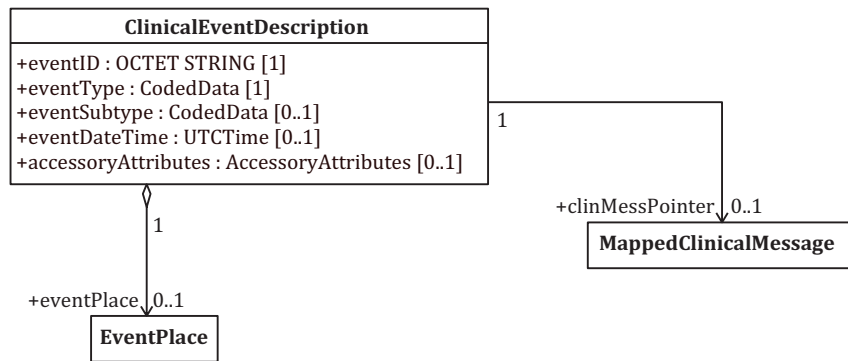 ClinicalEventDescription
+eventID : OCTET STRING [1]
+eventType : CodedData [1]
+eventSubtype : CodedData [0..1]
+eventDateTime : UTCTime [0..1]
+accessoryAttributes : AccessoryAttributes [0..1]
1
1
+clinMessPointer 0..1
MappedClinicalMessage
+eventPlace 0..1
EventPlace